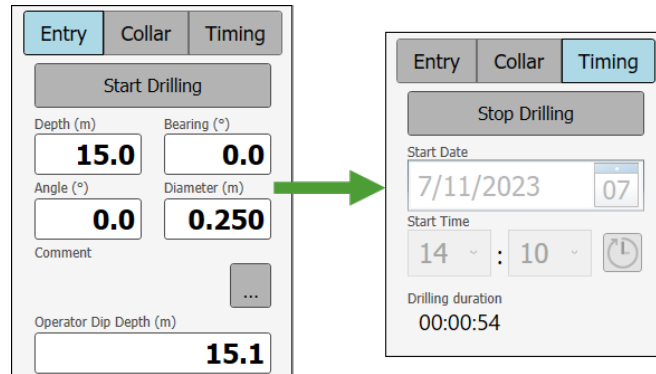 Entry Collar Timing
Start Drilling
Depth (m) Bearing (°)
15.0 0.0
Angle (°) Diameter (m)
0.0 0.250
Comment
...
Operator Dip Depth (m)
15.1
Entry Collar Timing
Stop Drilling
Start Date
7/11/2023 07
Start Time
14 : 10
Drilling duration
00:00:54